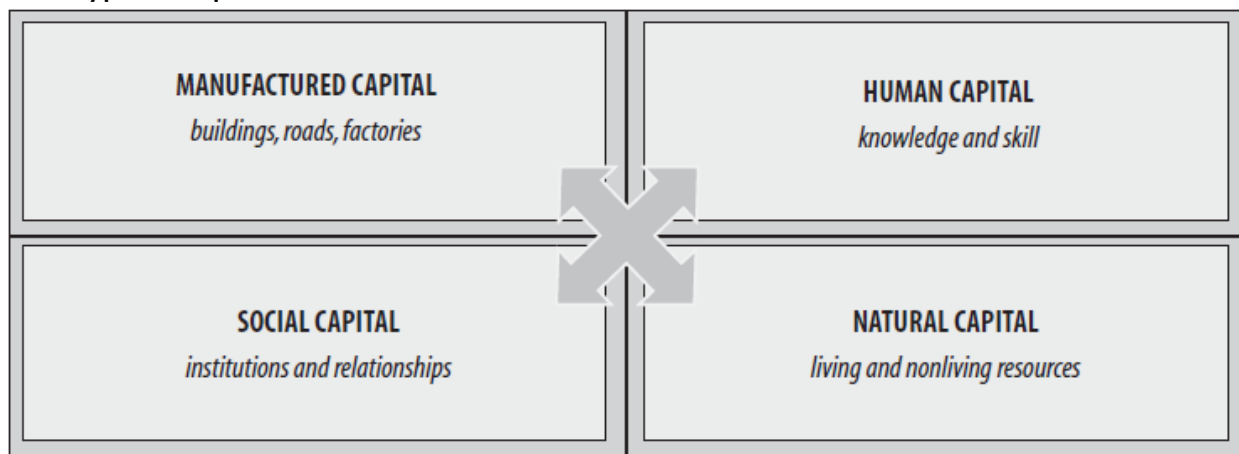 MANUFACTURED CAPITAL
buildings, roads, factories
HUMAN CAPITAL
knowledge and skill
SOCIAL CAPITAL
institutions and relationships
NATURAL CAPITAL
living and nonliving resources